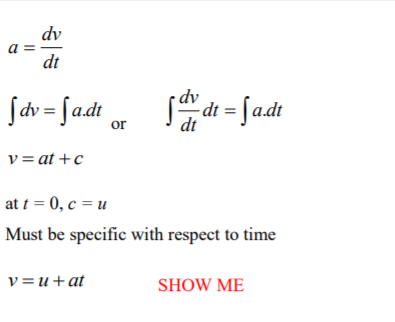 a = dv/dt
∫dv = ∫a.dt or ∫dv/dt dt = ∫a.dt
v = at + c
at t = 0, c = u
Must be specific with respect to time
v = u + at SHOW ME